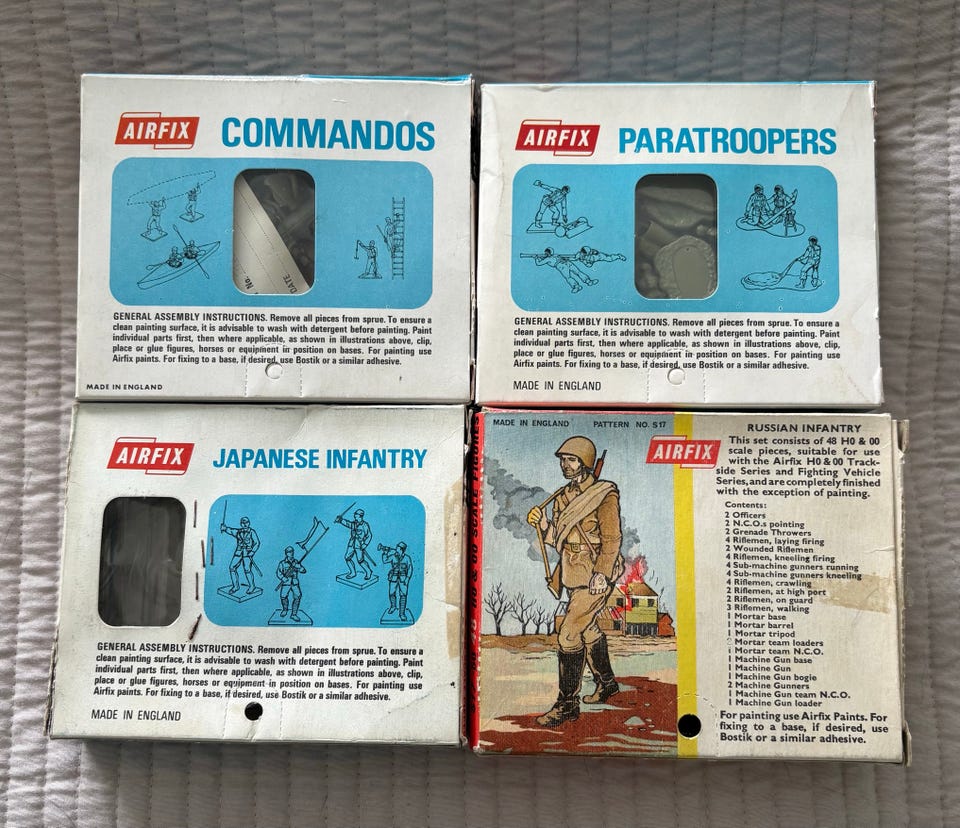 AIRFIX COMMANDOS
No.
DATE
GENERAL ASSEMBLY INSTRUCTIONS. Remove all pieces from sprue. To ensure a
clean painting surface, it is advisable to wash with detergent before painting. Paint
individual parts first, then where applicable, as shown in illustrations above, clip,
place or glue figures, horses or equipment in position on bases. For painting use
Airfix paints. For fixing to a base, if desired, use Bostik or a similar adhesive.
MADE IN ENGLAND
AIRFIX PARATROOPERS
GENERAL ASSEMBLY INSTRUCTIONS. Remove all pieces from sprue. To ensure a
clean painting surface, it is advisable to wash with detergent before painting. Paint
individual parts first, then where applicable, as shown in illustrations above, clip,
place or glue figures, horses or equipment in position on bases. For painting use
Airfix paints. For fixing to a base, if desired, use Bostik or a similar adhesive.
MADE IN ENGLAND
AIRFIX JAPANESE INFANTRY
GENERAL ASSEMBLY INSTRUCTIONS. Remove all pieces from sprue. To ensure a
clean painting surface, it is advisable to wash with detergent before painting. Paint
individual parts first, then where applicable, as shown in illustrations above, clip,
place or glue figures, horses or equipment in position on bases. For painting use
Airfix paints. For fixing to a base, if desired, use Bostik or a similar adhesive.
MADE IN ENGLAND
MADE IN ENGLAND PATTERN NO. S17
AIRFIX
RUSSIAN INFANTRY
This set consists of 48 H0 & 00
scale pieces, suitable for use
with the Airfix H0 & 00 Track-
side Series and Fighting Vehicle
Series, and are completely finished
with the exception of painting.
Contents:
2 Officers
2 N.C.O.s pointing
2 Grenade Throwers
4 Riflemen, laying firing
2 Wounded Riflemen
4 Riflemen, kneeling firing
4 Sub-machine gunners running
4 Sub-machine gunners kneeling
4 Riflemen, crawling
2 Riflemen, at high port
2 Riflemen, on guard
3 Riflemen, walking
1 Mortar base
1 Mortar barrel
1 Mortar tripod
Mortar team loaders
1 Mortar team N.C.O.
1 Machine Gun base
1 Machine Gun
1 Machine Gun bogie
2 Machine Gunners
1 Machine Gun team N.C.O.
1 Machine Gun loader
For painting use Airfix Paints. For
fixing to a base, if desired, use
Bostik or a similar adhesive.